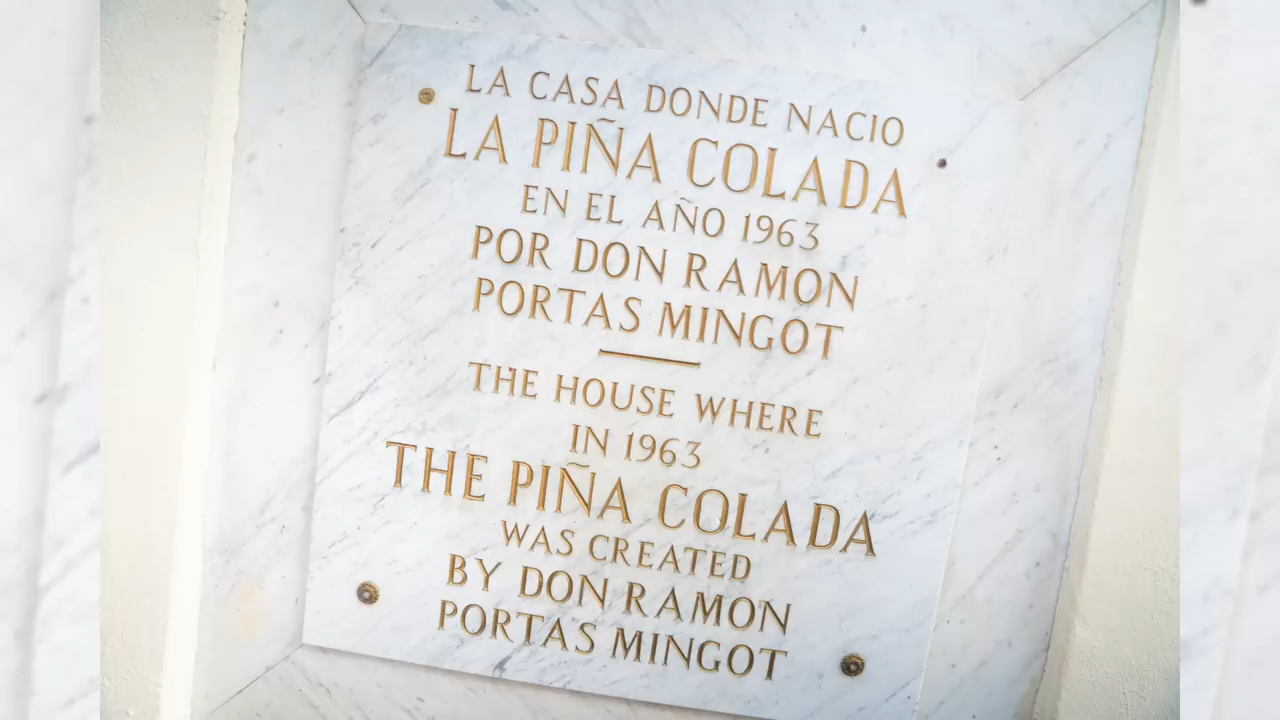 LA CASA DONDE NACIO
LA PIÑA COLADA
EN EL AÑO 1963
POR DON RAMON
PORTAS MINGOT
THE HOUSE WHERE
IN 1963
THE PIÑA COLADA
WAS CREATED
BY DON RAMON
PORTAS MINGOT